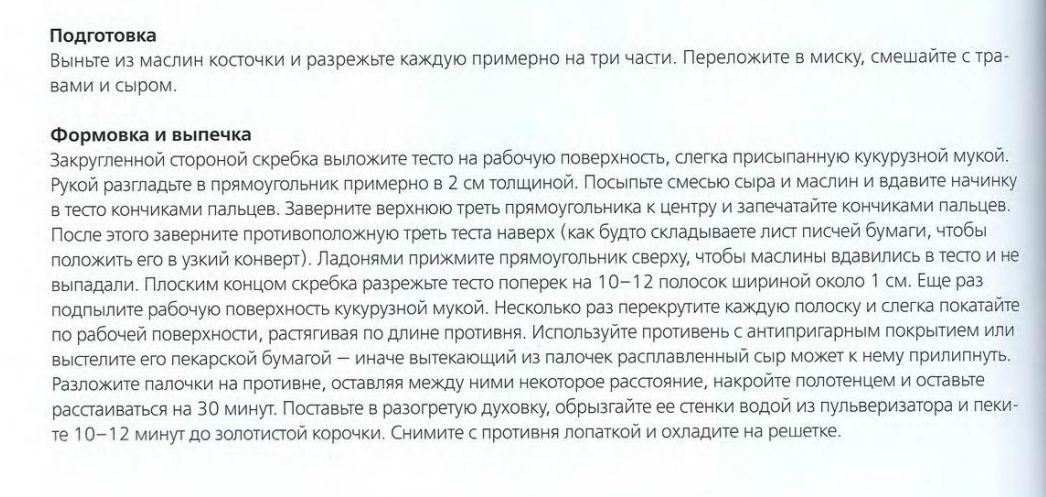 Подготовка
Выньте из маслин косточки и разрежьте каждую примерно на три части. Переложите в миску, смешайте с тра-
вами и сыром.
Формовка и выпечка
Закругленной стороной скребка выложите тесто на рабочую поверхность, слегка присыпанную кукурузной мукой.
Рукой разгладьте в прямоугольник примерно в 2 см толщиной. Посыпьте смесью сыра и маслин и вдавите начинку
в тесто кончиками пальцев. Заверните верхнюю треть прямоугольника к центру и запечатайте кончиками пальцев.
После этого заверните противоположную треть теста наверх (как будто складываете лист писчей бумаги, чтобы
положить его в узкий конверт). Ладонями прижмите прямоугольник сверху, чтобы маслины вдавились в тесто и не
выпадали. Плоским концом скребка разрежьте тесто поперек на 10–12 полосок шириной около 1 см. Еще раз
подпылите рабочую поверхность кукурузной мукой. Несколько раз перекрутите каждую полоску и слегка покатайте
по рабочей поверхности, растягивая по длине противня. Используйте противень с антипригарным покрытием или
выстелите его пекарской бумагой – иначе вытекающий из палочек расплавленный сыр может к нему прилипнуть.
Разложите палочки на противне, оставляя между ними некоторое расстояние, накройте полотенцем и оставьте
расстаиваться на 30 минут. Поставьте в разогретую духовку, обрызгайте ее стенки водой из пульверизатора и пеки-
те 10–12 минут до золотистой корочки. Снимите с противня лопаткой и охладите на решетке.